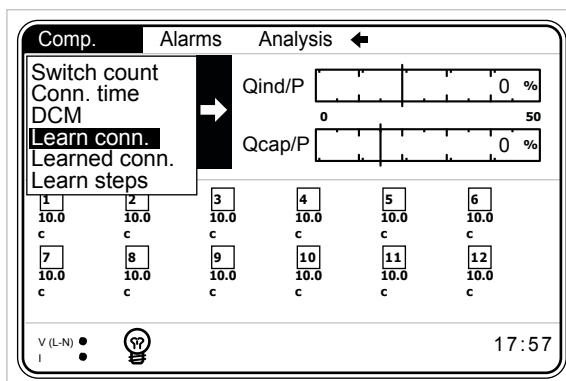 Comp. Alarms Analysis
Switch count
Conn. time
DCM
Learn conn.
Learned conn.
Learn steps
Qind/P 0 %
0 50
Qcap/P 0 %
1 2 3 4 5 6
10.0 10.0 10.0 10.0 10.0 10.0
c c c c c c
7 8 9 10 11 12
10.0 10.0 10.0 10.0 10.0 10.0
c c c c c c
V (L-N)
I
17:57